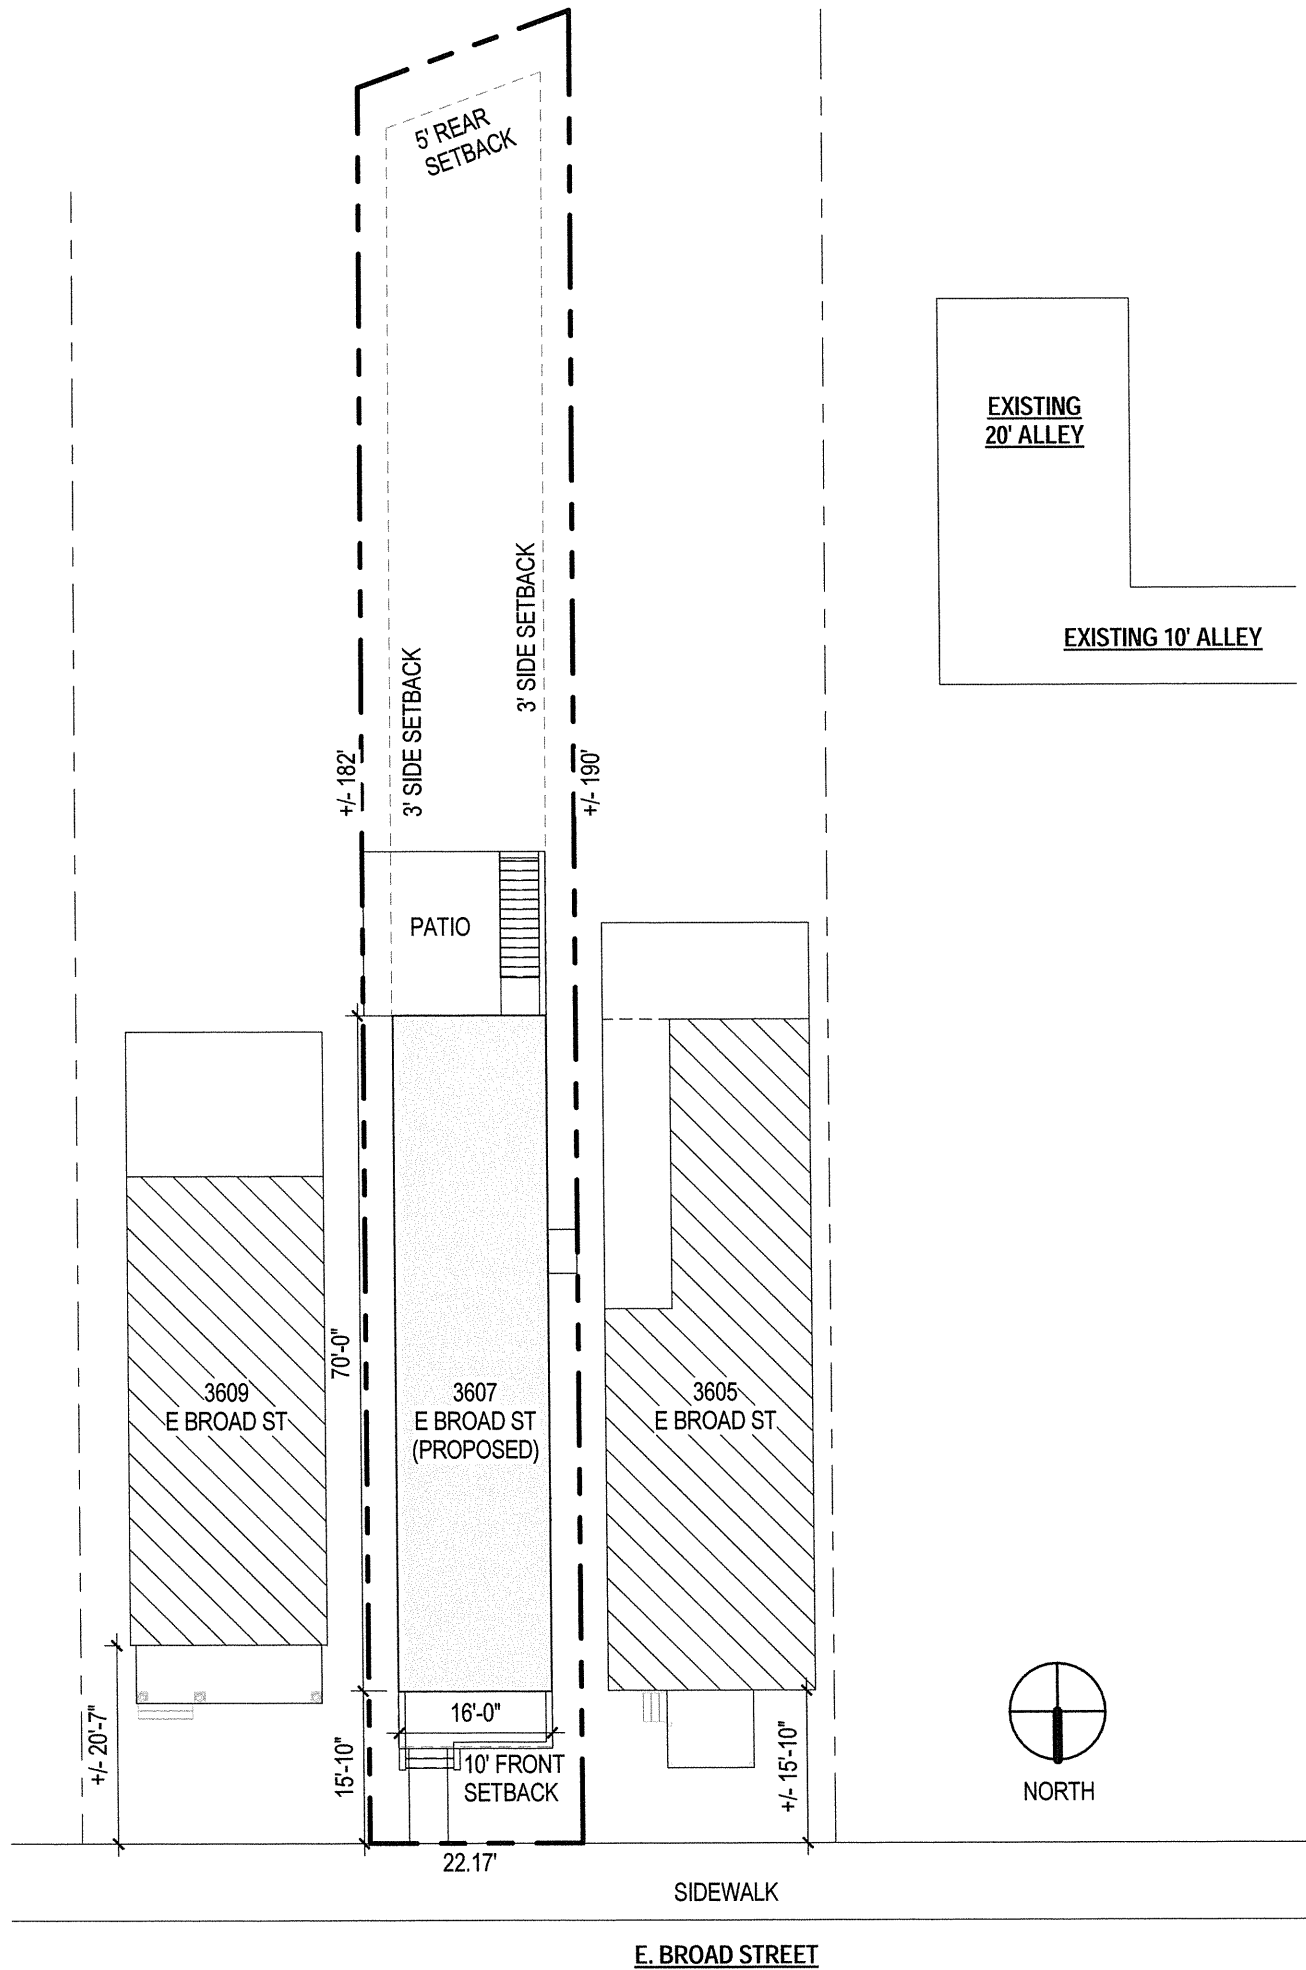 5' REAR
SETBACK
EXISTING
20' ALLEY
EXISTING 10' ALLEY
3' SIDE SETBACK
3' SIDE SETBACK
+/- 182'
+/- 190'
PATIO
70'-0"
3609
E BROAD ST
3607
E BROAD ST
(PROPOSED)
3605
E BROAD ST
+/- 20'-7"
15'-10"
16'-0"
10' FRONT
SETBACK
+/- 15'-10"
NORTH
22.17'
SIDEWALK
E. BROAD STREET